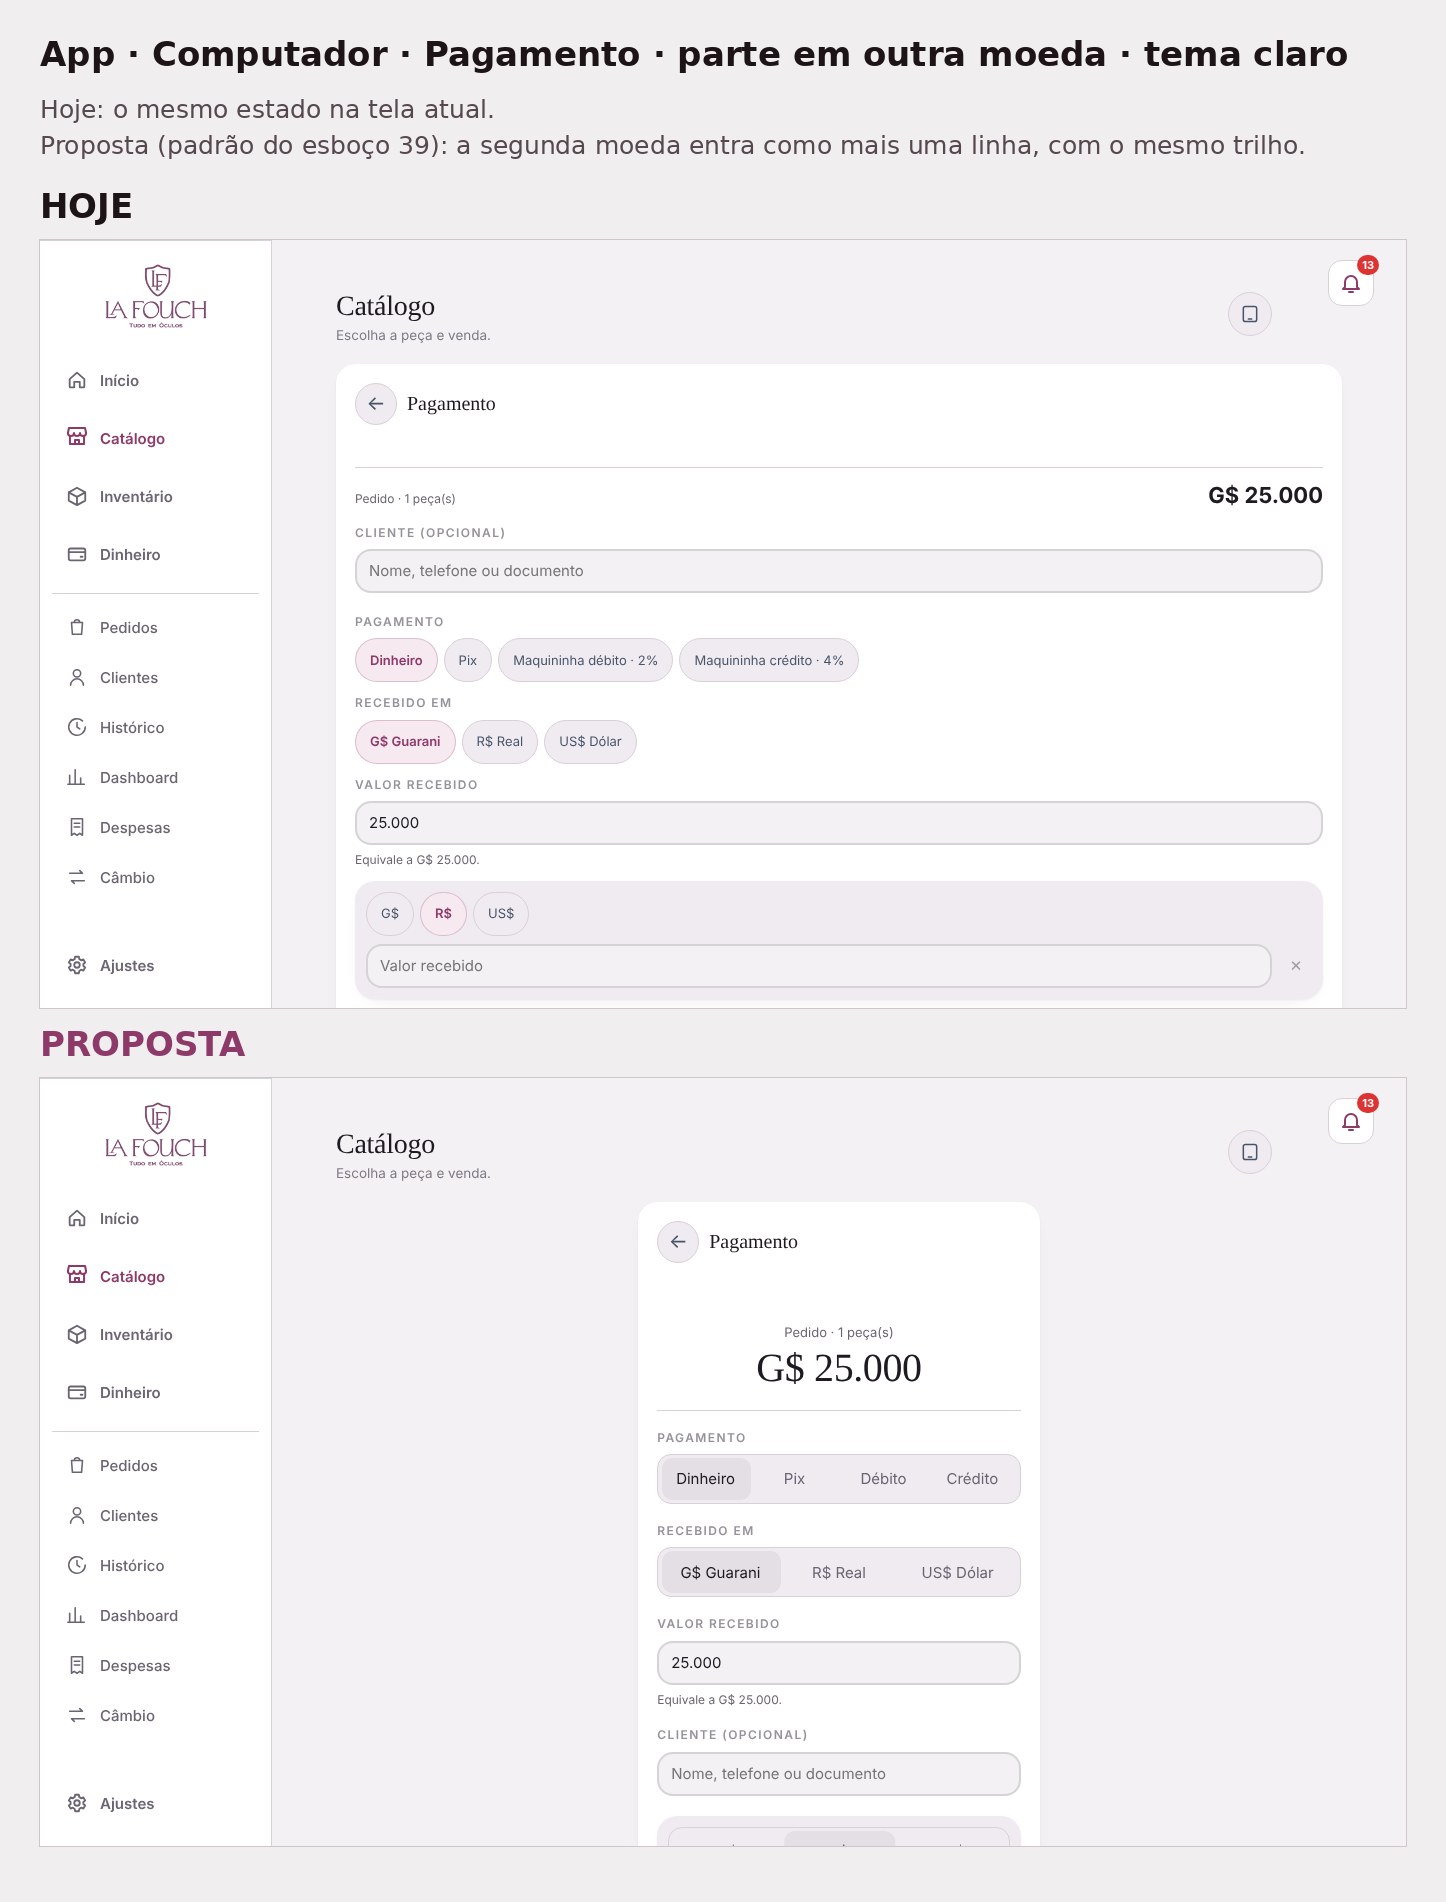 App · Computador · Pagamento · parte em outra moeda · tema claro
Hoje: o mesmo estado na tela atual.
Proposta (padrão do esboço 39): a segunda moeda entra como mais uma linha, com o mesmo trilho.
HOJE
LF
LA FOUCH
Tudo em Óculos
Início
Catálogo
Inventário
Dinheiro
Pedidos
Clientes
Histórico
Dashboard
Despesas
Câmbio
Ajustes
13
Catálogo
Escolha a peça e venda.
Pagamento
Pedido · 1 peça(s)
G$ 25.000
CLIENTE (OPCIONAL)
Nome, telefone ou documento
PAGAMENTO
Dinheiro Pix Maquininha débito · 2% Maquininha crédito · 4%
RECEBIDO EM
G$ Guarani R$ Real US$ Dólar
VALOR RECEBIDO
25.000
Equivale a G$ 25.000.
G$ R$ US$
Valor recebido ×
PROPOSTA
LF
LA FOUCH
Tudo em Óculos
Início
Catálogo
Inventário
Dinheiro
Pedidos
Clientes
Histórico
Dashboard
Despesas
Câmbio
Ajustes
13
Catálogo
Escolha a peça e venda.
Pagamento
Pedido · 1 peça(s)
G$ 25.000
PAGAMENTO
Dinheiro Pix Débito Crédito
RECEBIDO EM
G$ Guarani R$ Real US$ Dólar
VALOR RECEBIDO
25.000
Equivale a G$ 25.000.
CLIENTE (OPCIONAL)
Nome, telefone ou documento